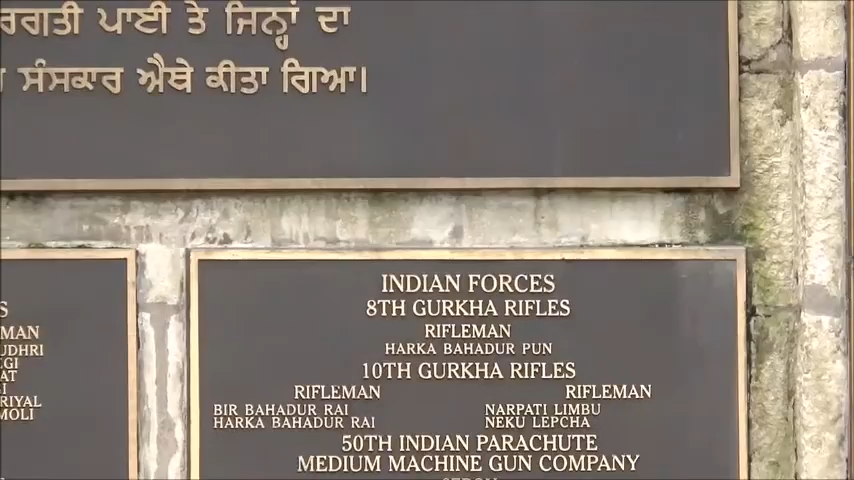 ਪਾਈ ਤੇ ਜਿਨ੍ਹਾਂ ਦਾ
ਸੰਸਕਾਰ ਐਥੇ ਕੀਤਾ ਗਿਆ।
INDIAN FORCES
8TH GURKHA RIFLES
RIFLEMAN
HARKA BAHADUR PUN
10TH GURKHA RIFLES
RIFLEMAN RIFLEMAN
BIR BAHADUR RAI NARPATI LIMBU
HARKA BAHADUR RAI NEKU LEPCHA
50TH INDIAN PARACHUTE
MEDIUM MACHINE GUN COMPANY